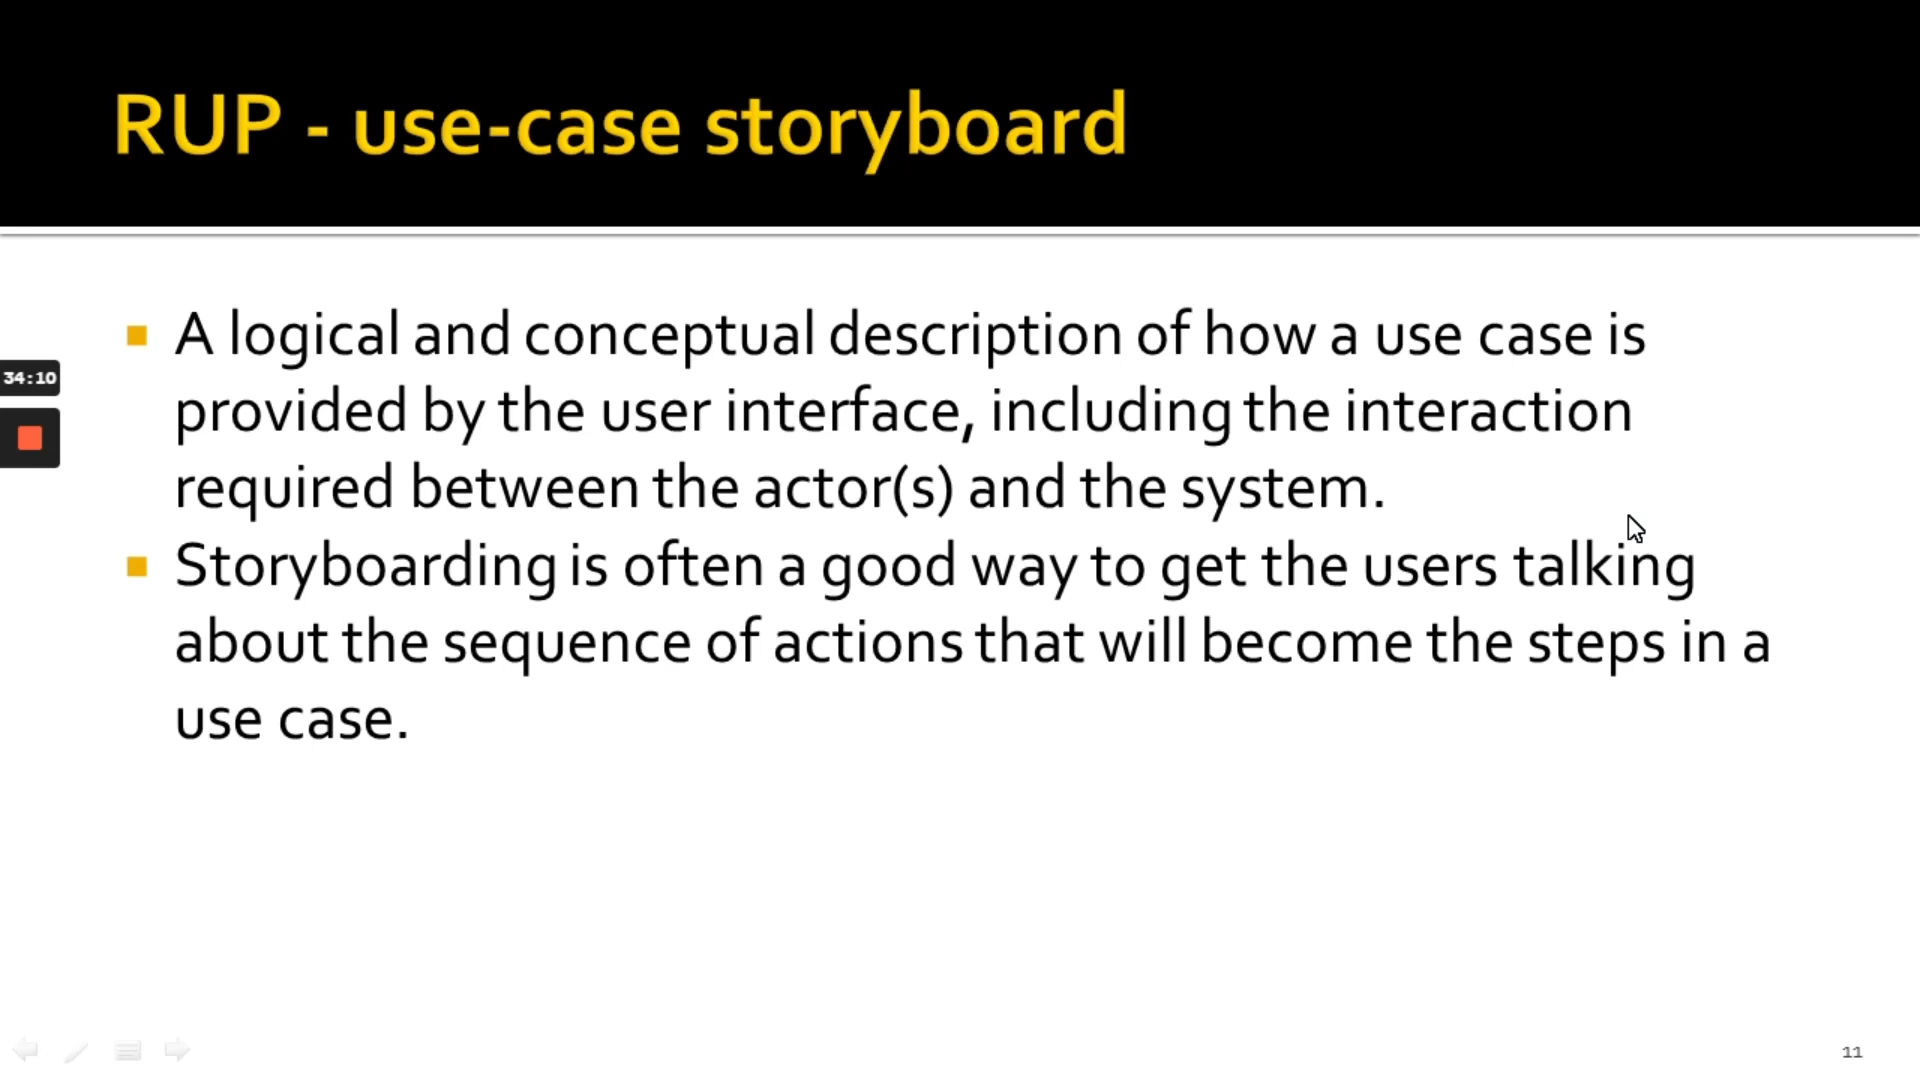 RUP - use-case storyboard
A logical and conceptual description of how a use case is
provided by the user interface, including the interaction
required between the actor(s) and the system.
Storyboarding is often a good way to get the users talking
about the sequence of actions that will become the steps in a
use case.
34:10
11